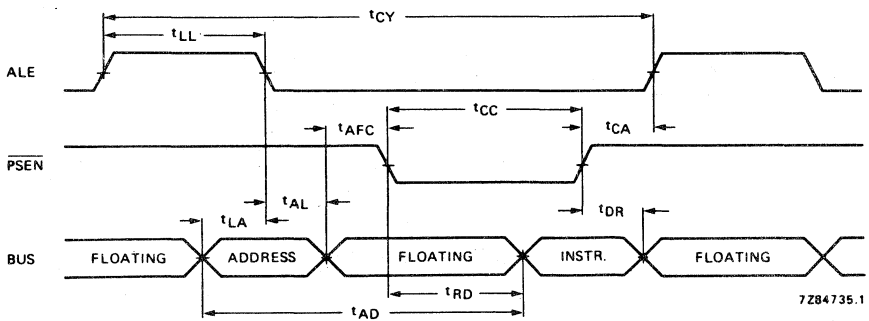 tCY
tLL
ALE
tCC
tAFC
tCA
PSEN
tAL
tLA
tDR
BUS
FLOATING ADDRESS FLOATING INSTR. FLOATING
tRD
7Z84735.1
tAD